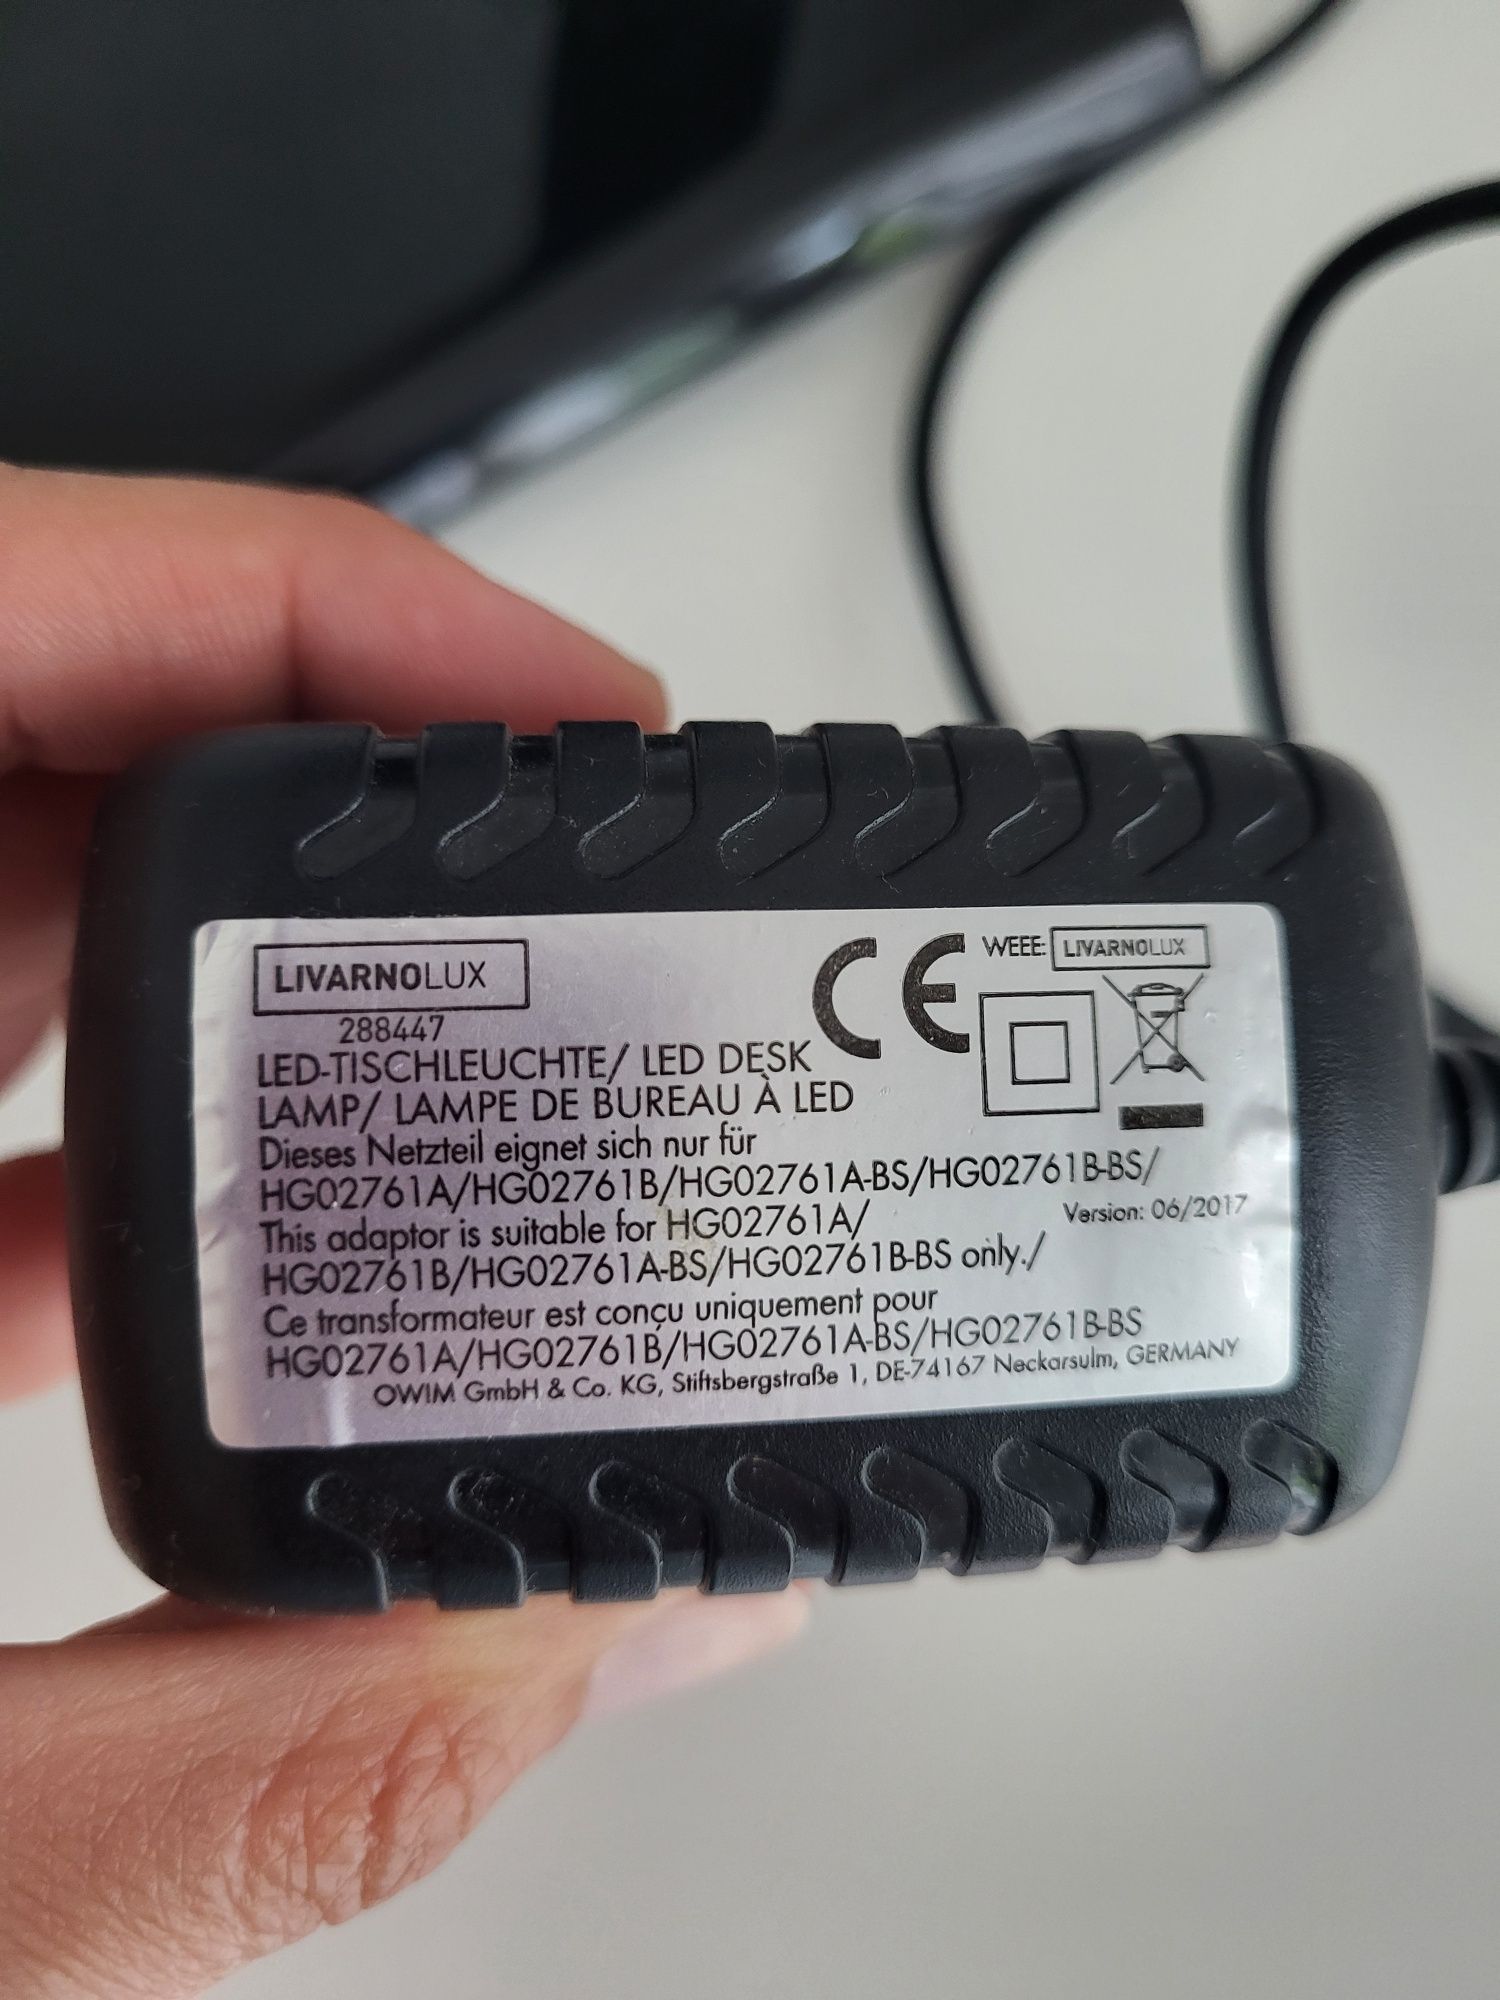 LIVARNOLUX
288447
LED-TISCHLEUCHTE/ LED DESK
LAMP/ LAMPE DE BUREAU À LED
Dieses Netzteil eignet sich nur für
HG02761A/HG02761B/HG02761A-BS/HG02761B-BS/
This adaptor is suitable for HG02761A/
HG02761B/HG02761A-BS/HG02761B-BS only./
Ce transformateur est conçu uniquement pour
HG02761A/HG02761B/HG02761A-BS/HG02761B-BS
OWIM GmbH & Co. KG, Stiftsbergstraße 1, DE-74167 Neckarsulm, GERMANY
CE
WEEE: LIVARNOLUX
Version: 06/2017